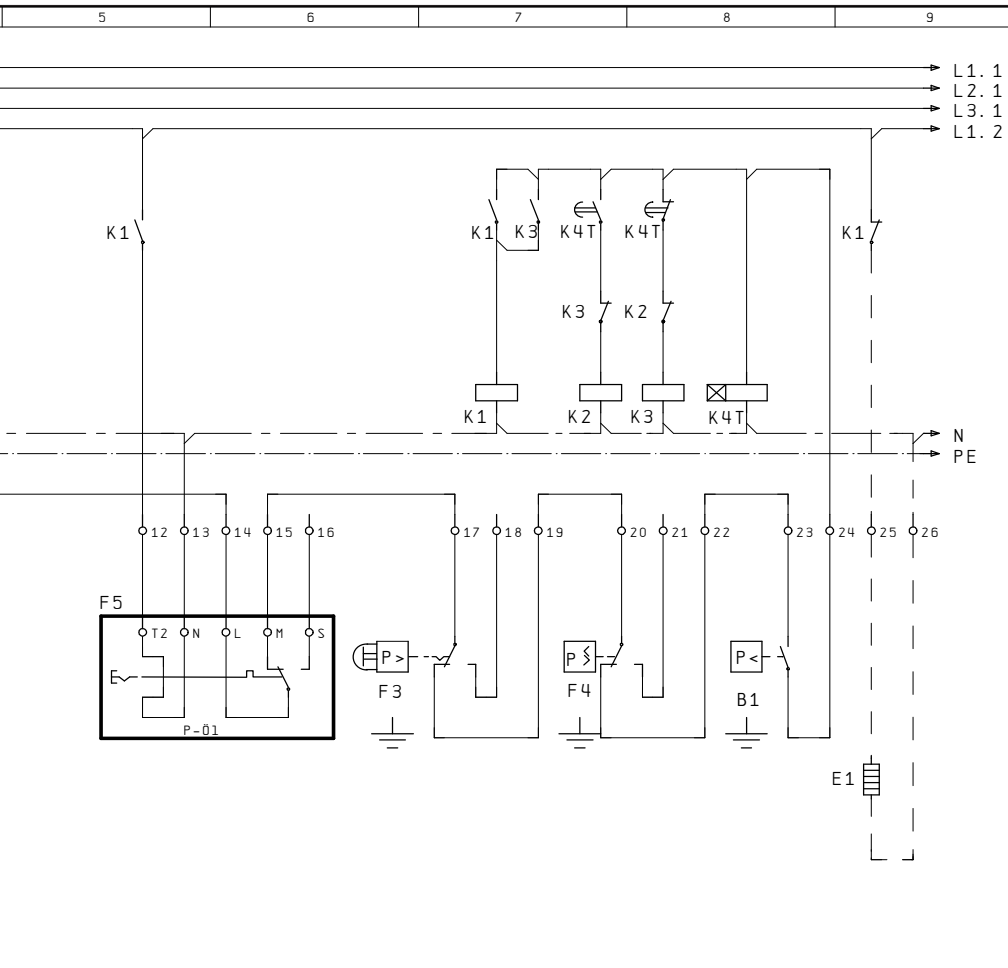 5 6 7 8 9
L1.1
L2.1
L3.1
L1.2
K1 K1 K3 K4T K4T K1
K3 K2
K1 K2 K3 K4T
N
PE
12 13 14 15 16 17 18 19 20 21 22 23 24 25 26
F5
T2 N L M S
P> P P<
F3 F4 B1
P-Öl
E1